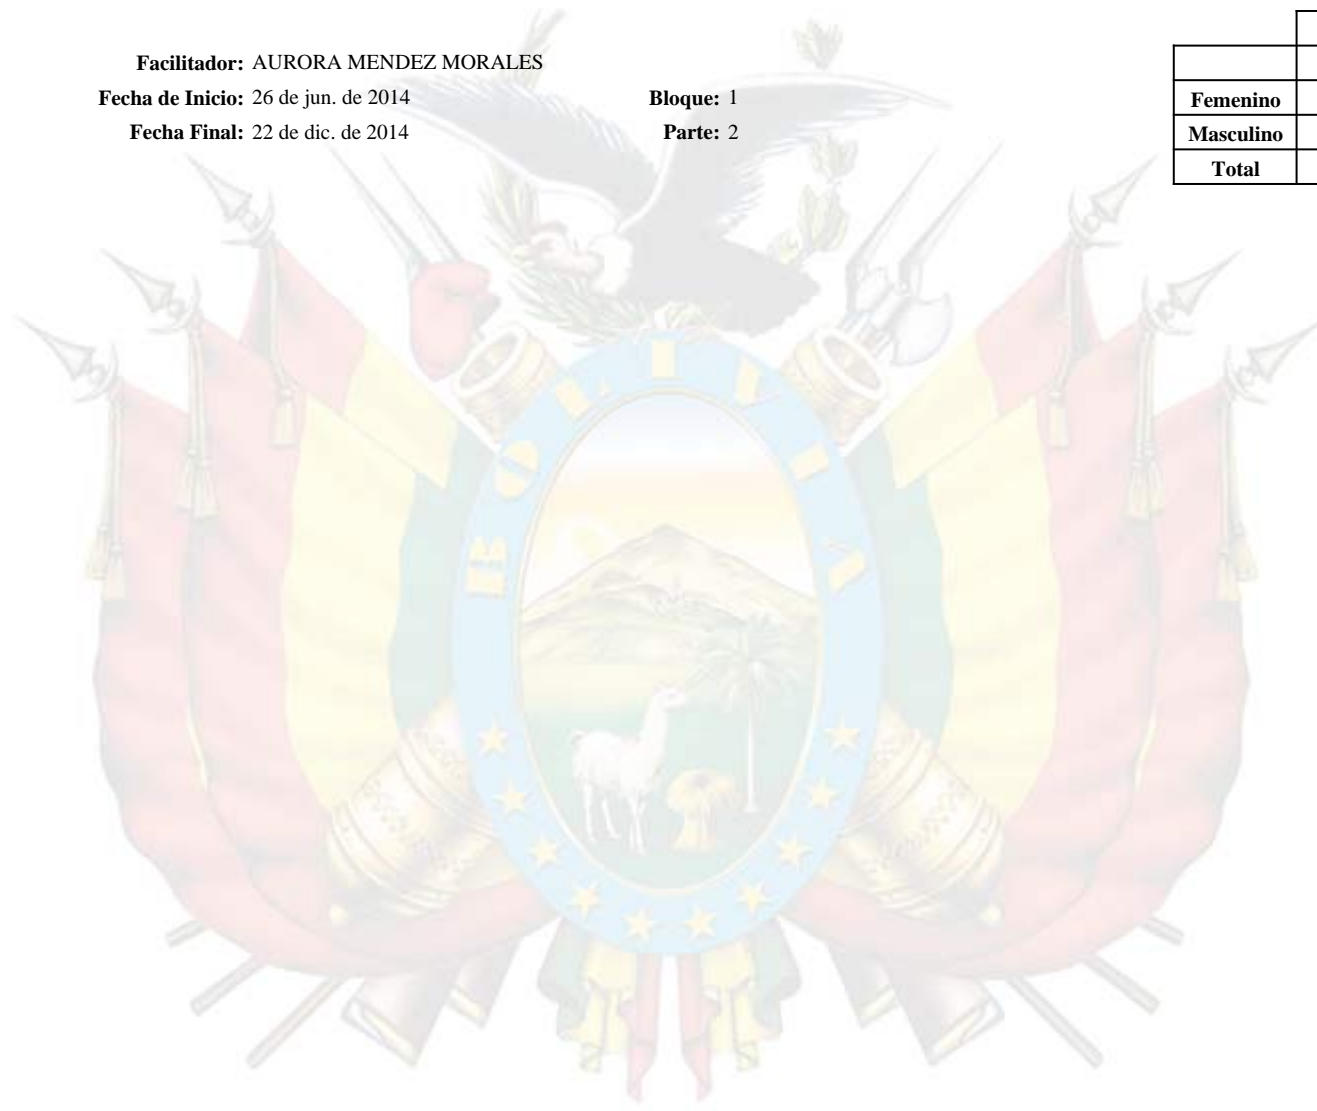 Facilitador: AURORA MENDEZ MORALES
Fecha de Inicio: 26 de jun. de 2014 Bloque: 1
Fecha Final: 22 de dic. de 2014 Parte: 2
Femenino
Masculino
Total
BOLIVIA